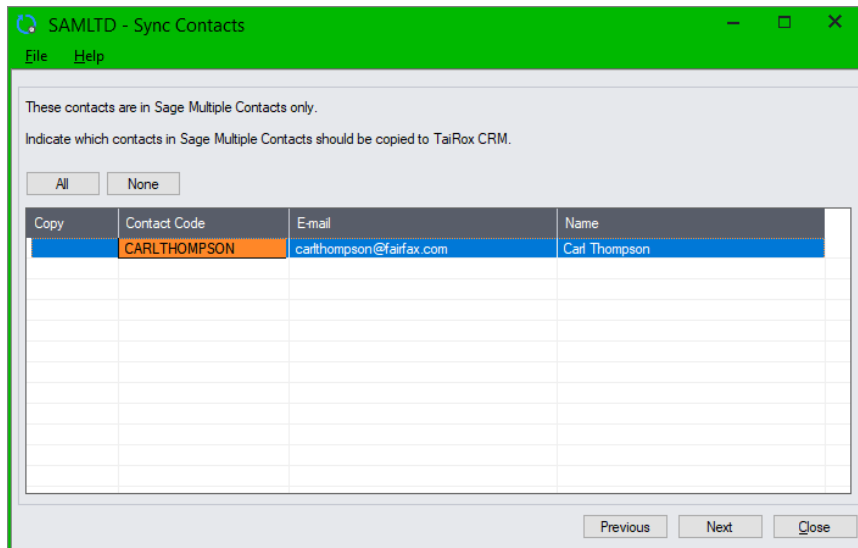 SAMLTD - Sync Contacts
File Help
These contacts are in Sage Multiple Contacts only.
Indicate which contacts in Sage Multiple Contacts should be copied to TaiRox CRM.
All None
Copy Contact Code E-mail Name
CARLTHOMPSON carlthompson@fairfax.com Carl Thompson
Previous Next Close